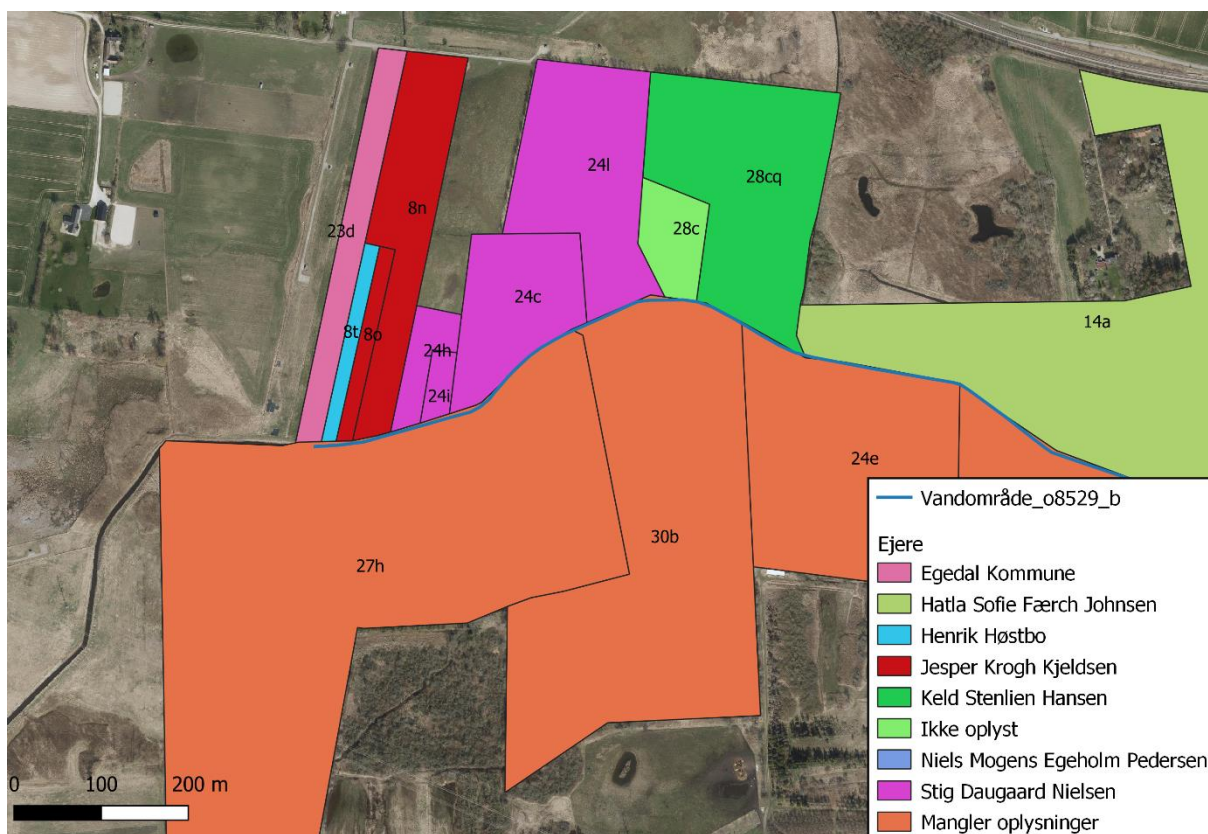 24l
28cq
8n
28c
23d
24c
14a
8t
8o
24h
24i
24e
30b
27h
Vandområde_o8529_b
Ejere
Egedal Kommune
Hatla Sofie Færch Johnsen
Henrik Høstbo
Jesper Krogh Kjeldsen
Keld Stenlien Hansen
Ikke oplyst
Niels Mogens Egeholm Pedersen
Stig Daugaard Nielsen
Mangler oplysninger
0 100 200 m